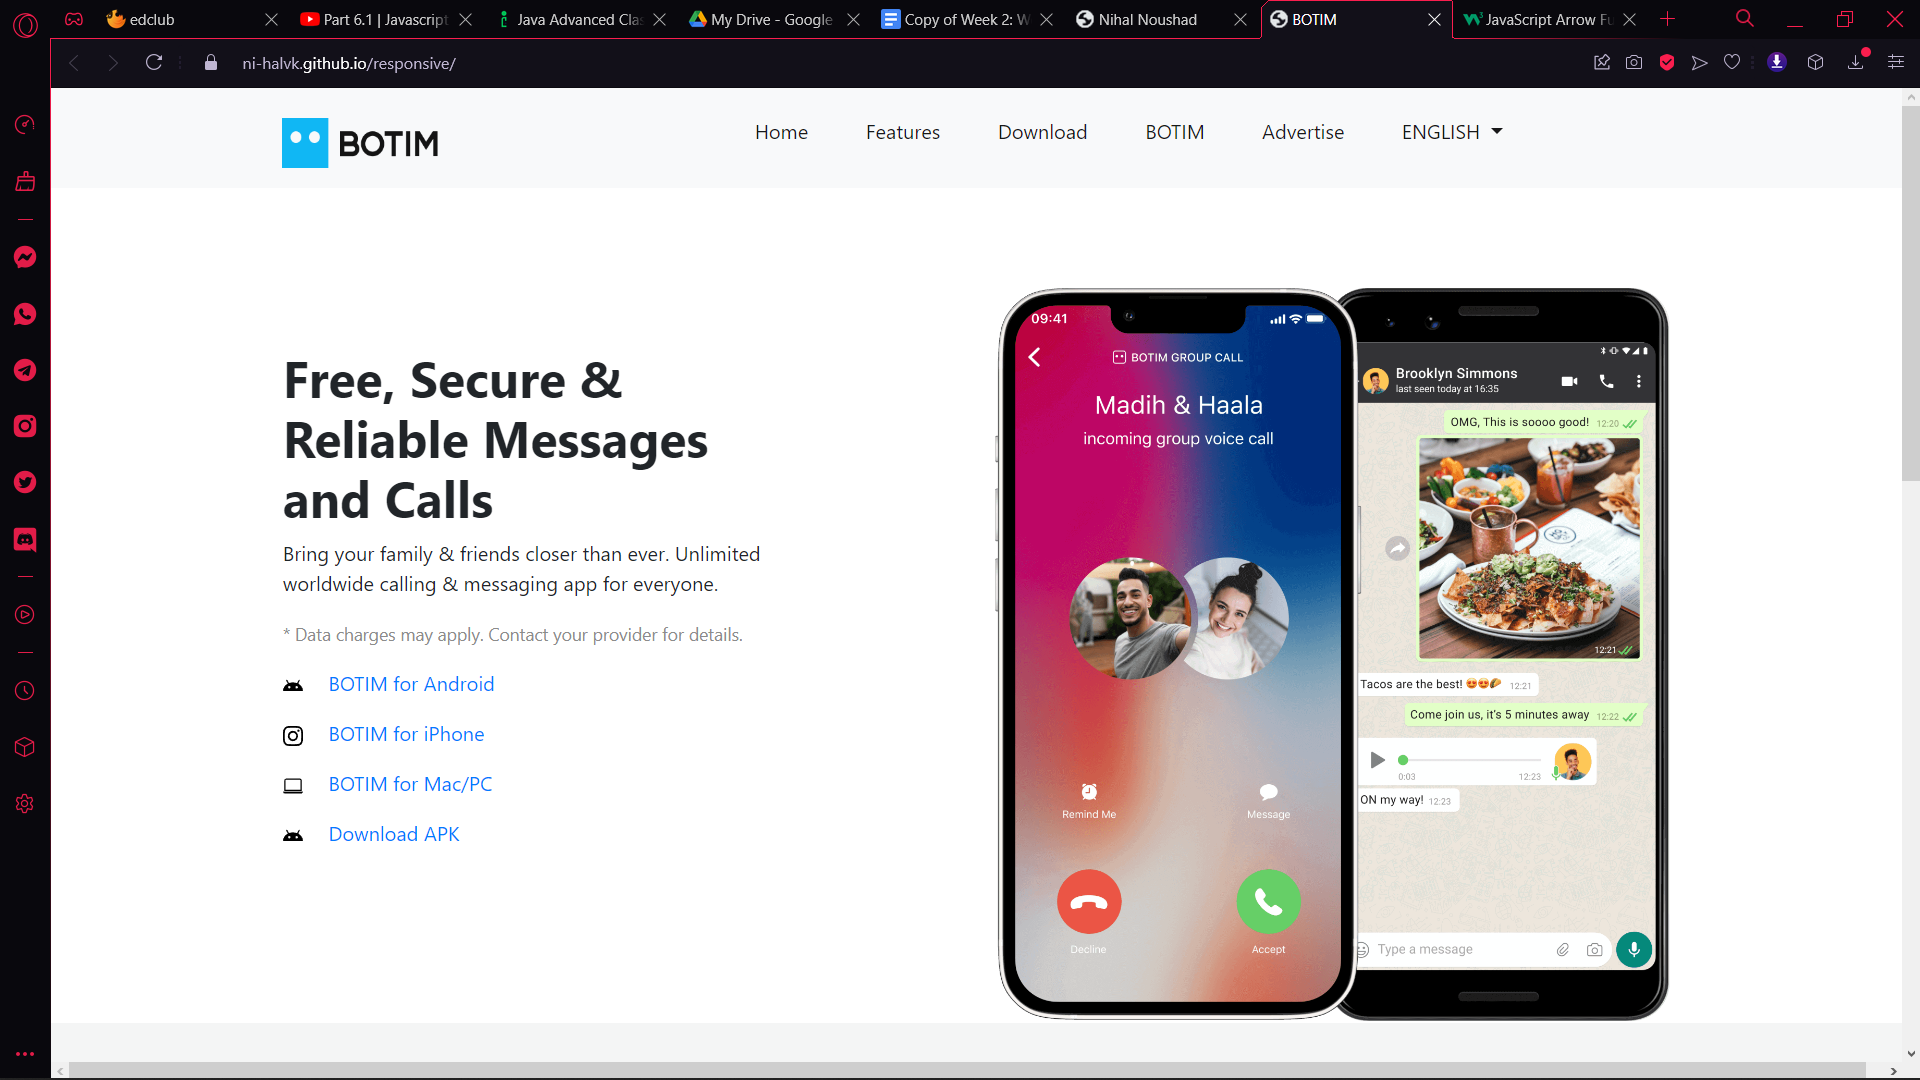 edclub
Part 6.1 | Javascript
Java Advanced Clas
My Drive - Google
Copy of Week 2: W
Nihal Noushad
BOTIM
JavaScript Arrow Fu
ni-halvk.github.io/responsive/
BOTIM
Home
Features
Download
BOTIM
Advertise
ENGLISH
Free, Secure &
Reliable Messages
and Calls
Bring your family & friends closer than ever. Unlimited
worldwide calling & messaging app for everyone.
* Data charges may apply. Contact your provider for details.
BOTIM for Android
BOTIM for iPhone
BOTIM for Mac/PC
Download APK
09:41
BOTIM GROUP CALL
Madih & Haala
incoming group voice call
Remind Me
Message
Decline
Accept
Brooklyn Simmons
last seen today at 16:35
OMG, This is soooo good! 12:20
12:21
Tacos are the best! 😍😍🌮 12:21
Come join us, it's 5 minutes away 12:22
0:03 12:23
ON my way! 12:23
Type a message